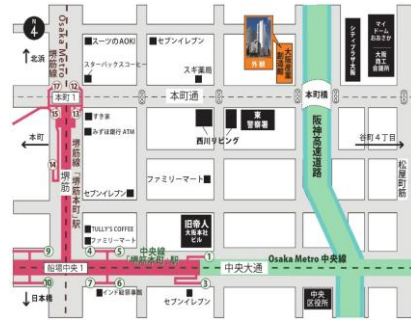 N
4
北浜
Osaka Metro
堺筋線
スーツのAOKI
セブンイレブン
スターバックスコーヒー
スギ薬局
外観
大阪産業
創造館
シティプラザ大阪
マイ
ドーム
おおさか
大阪
商工
会議所
17
12
本町1
本町通
本町橋
15
13
すき家
みずほ銀行 ATM
西川リビング
東
警察署
本町
14
堺筋
堺筋線「堺筋本町」駅
阪神高速道路
谷町4丁目
松屋町筋
セブンイレブン
ファミリーマート
TULLY'S COFFEE
ファミリーマート
旧帝人
大阪本社
ビル
9
4
5
中央線
「堺筋本町」駅
1
Osaka Metro 中央線
船場中央1
中央大通
10
7
6
3
日本橋
インド総領事館
セブンイレブン
中央
区役所